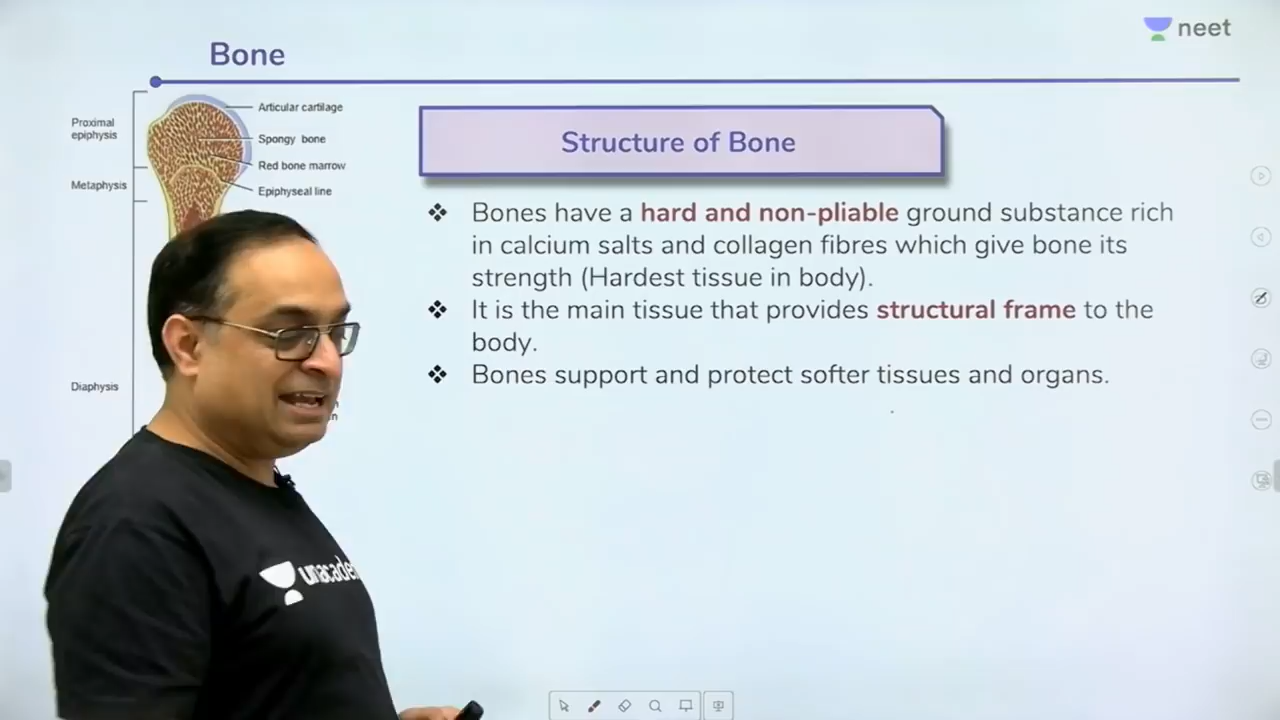 neet
Bone
Articular cartilage
Proximal
epiphysis
Spongy bone
Red bone marrow
Metaphysis
Epiphyseal line
Structure of Bone
❖ Bones have a hard and non-pliable ground substance rich
in calcium salts and collagen fibres which give bone its
strength (Hardest tissue in body).
❖ It is the main tissue that provides structural frame to the
body.
❖ Bones support and protect softer tissues and organs.
Diaphysis
unacade